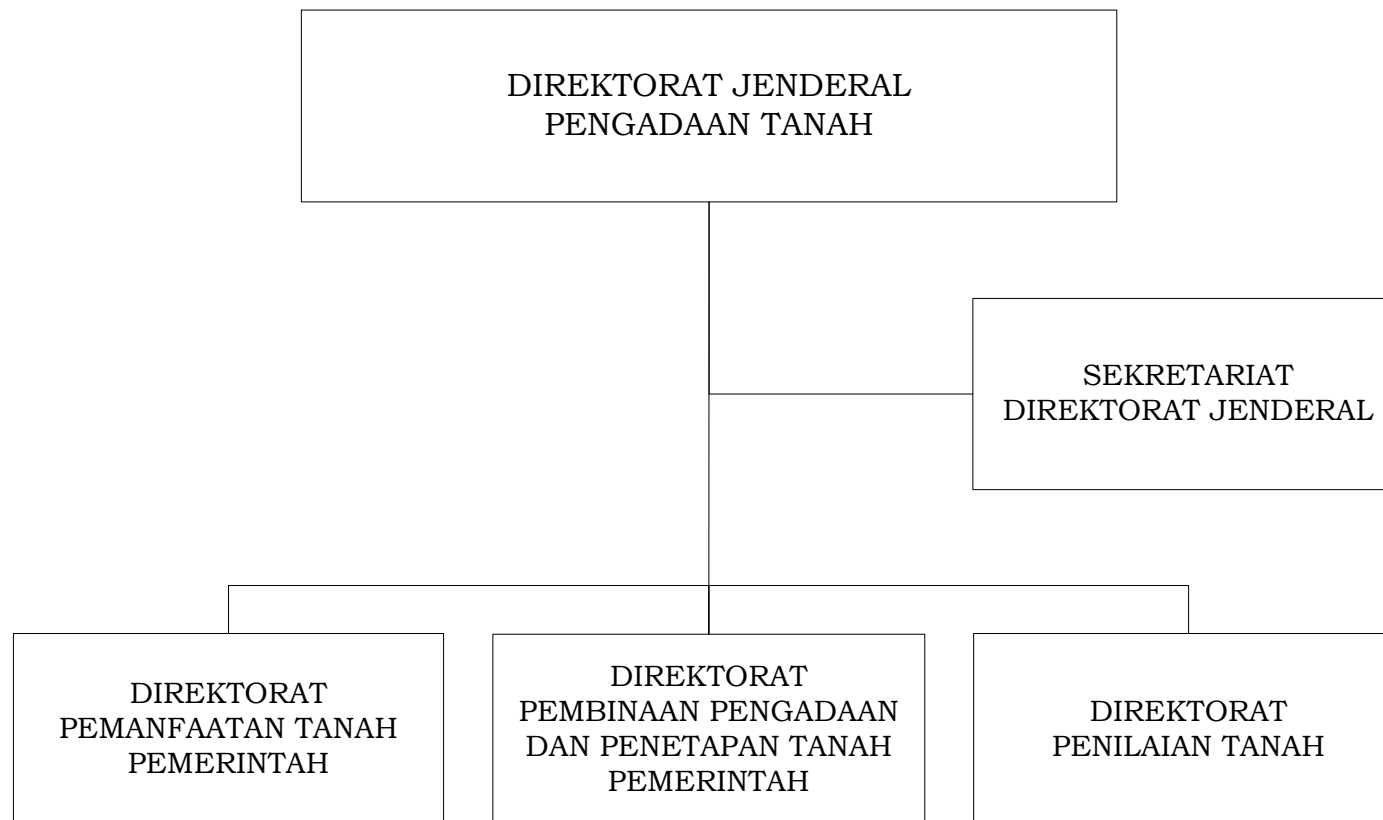 DIREKTORAT JENDERAL
PENGADAAN TANAH
SEKRETARIAT
DIREKTORAT JENDERAL
DIREKTORAT
PEMANFAATAN TANAH
PEMERINTAH
DIREKTORAT
PEMBINAAN PENGADAAN
DAN PENETAPAN TANAH
PEMERINTAH
DIREKTORAT
PENILAIAN TANAH